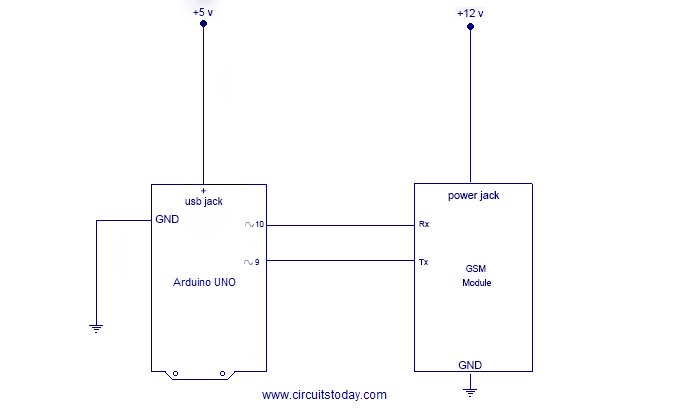 +5 v
+12 v
+
usb jack
power jack
GND
~10
Rx
~9
Tx
GSM
Module
Arduino UNO
GND
www.circuitstoday.com